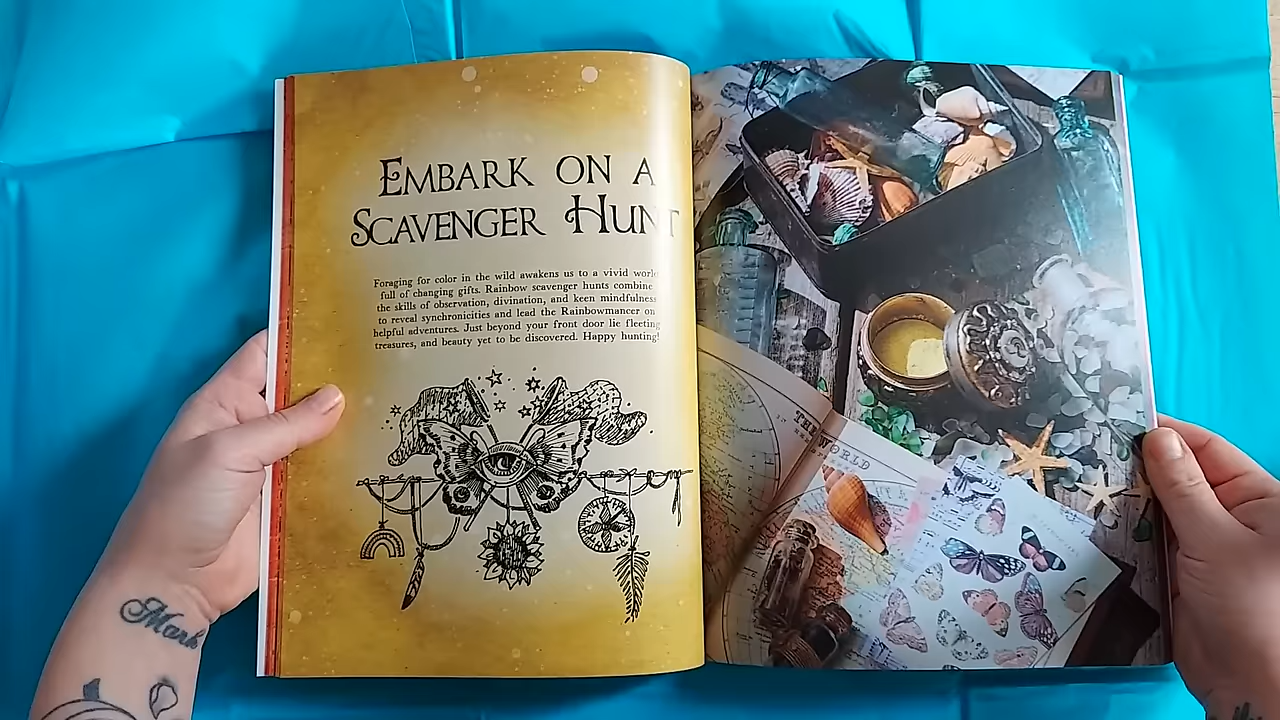 EMBARK ON A
SCAVENGER HUNT
Foraging for color in the wild awakens us to a vivid world
full of changing gifts. Rainbow scavenger hunts combine
the skills of observation, divination, and keen mindfulness
to reveal synchronicities and lead the Rainbowmancer on
helpful adventures. Just beyond your front door lie fleeting
treasures, and beauty yet to be discovered. Happy hunting!
THE WORLD
Mark